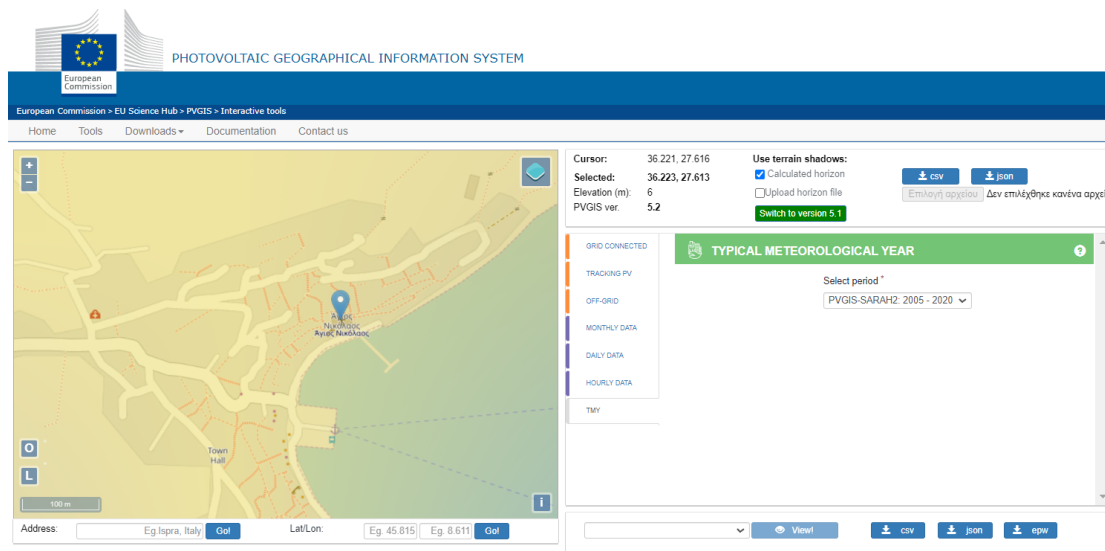 European
Commission
PHOTOVOLTAIC GEOGRAPHICAL INFORMATION SYSTEM
European Commission > EU Science Hub > PVGIS > Interactive tools
Home Tools Downloads Documentation Contact us
+
−
Άγιος
Νικόλαος
Άγιος Νικόλαος
Town
Hall
O
L
100 m
i
Address: Eg.Ispra, Italy Go! Lat/Lon: Eg. 45.815 Eg. 8.611 Go!
Cursor: 36.221, 27.616
Selected: 36.223, 27.613
Elevation (m): 6
PVGIS ver. 5.2
Use terrain shadows:
Calculated horizon
Upload horizon file
Switch to version 5.1
csv json
Επιλογή αρχείου Δεν επιλέχθηκε κανένα αρχεί
GRID CONNECTED
TRACKING PV
OFF-GRID
MONTHLY DATA
DAILY DATA
HOURLY DATA
TMY
TYPICAL METEOROLOGICAL YEAR ?
Select period *
PVGIS-SARAH2: 2005 - 2020
View! csv json epw